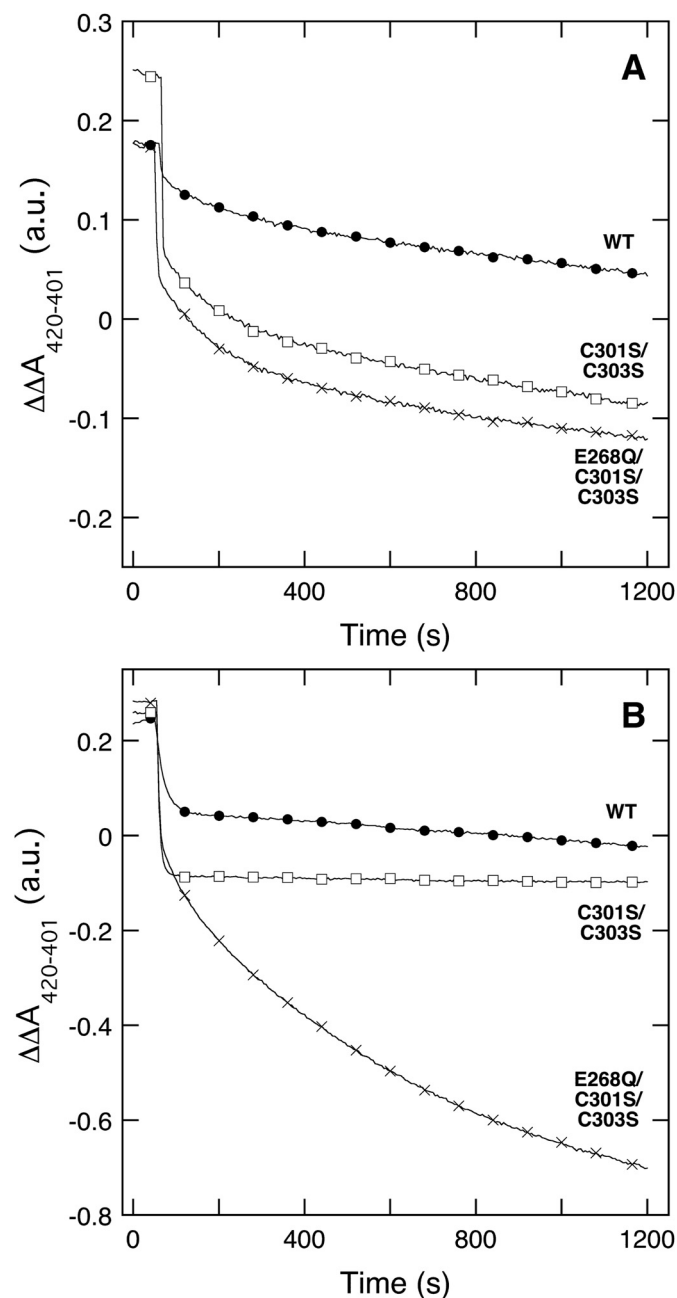 A
0.3
0.2
0.1
0
-0.1
-0.2
ΔΔA420-401 (a.u.)
WT
C301S/
C303S
E268Q/
C301S/
C303S
0 400 800 1200
Time (s)
B
0.2
0
-0.2
-0.4
-0.6
-0.8
ΔΔA420-401 (a.u.)
WT
C301S/
C303S
E268Q/
C301S/
C303S
0 400 800 1200
Time (s)